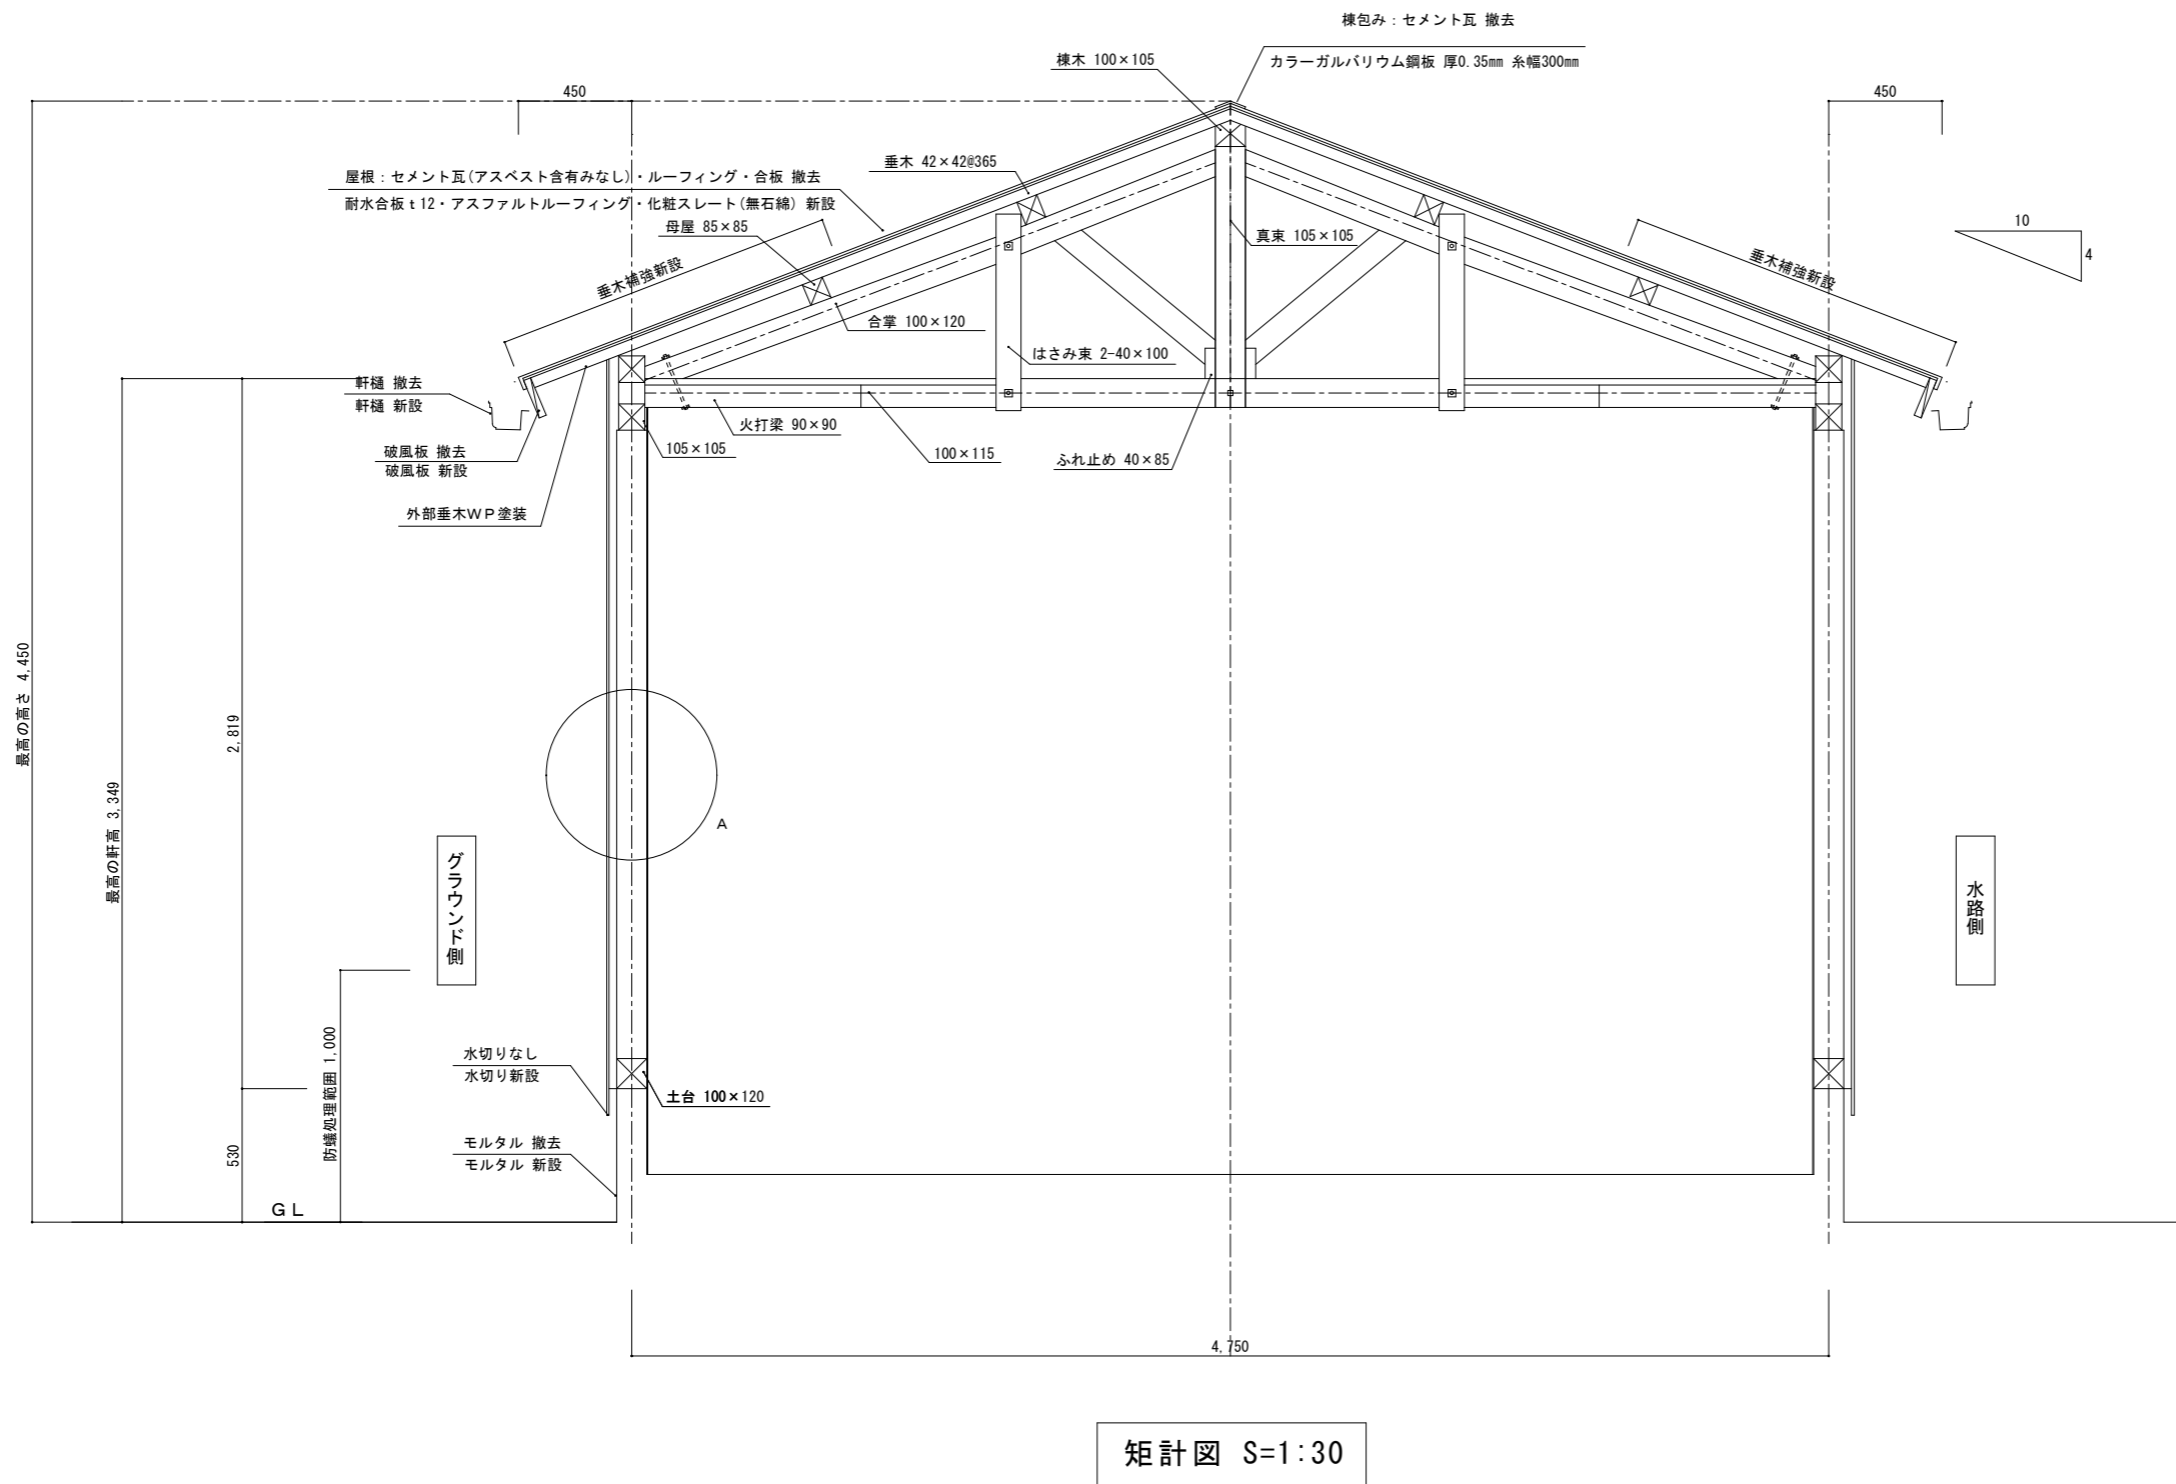 棟包み：セメント瓦 撤去
カラーガルバリウム鋼板 厚0.35㎜ 糸幅300㎜
棟木 100×105
450
450
垂木 42×42@365
屋根：セメント瓦(アスベスト含有みなし)・ルーフィング・合板 撤去
耐水合板ｔ12・アスファルトルーフィング・化粧スレート(無石綿) 新設
母屋 85×85
真束 105×105
10
4
垂木補強新設
垂木補強新設
合掌 100×120
はさみ束 2-40×100
軒樋 撤去
軒樋 新設
火打梁 90×90
破風板 撤去
破風板 新設
105×105
100×115
ふれ止め 40×85
外部垂木ＷＰ塗装
最高の高さ 4,450
最高の軒高 3,349
2,819
A
グラウンド側
水路側
防蟻処理範囲 1,000
水切りなし
水切り新設
土台 100×120
530
モルタル 撤去
モルタル 新設
ＧＬ
4,750
矩計図 S=1:30